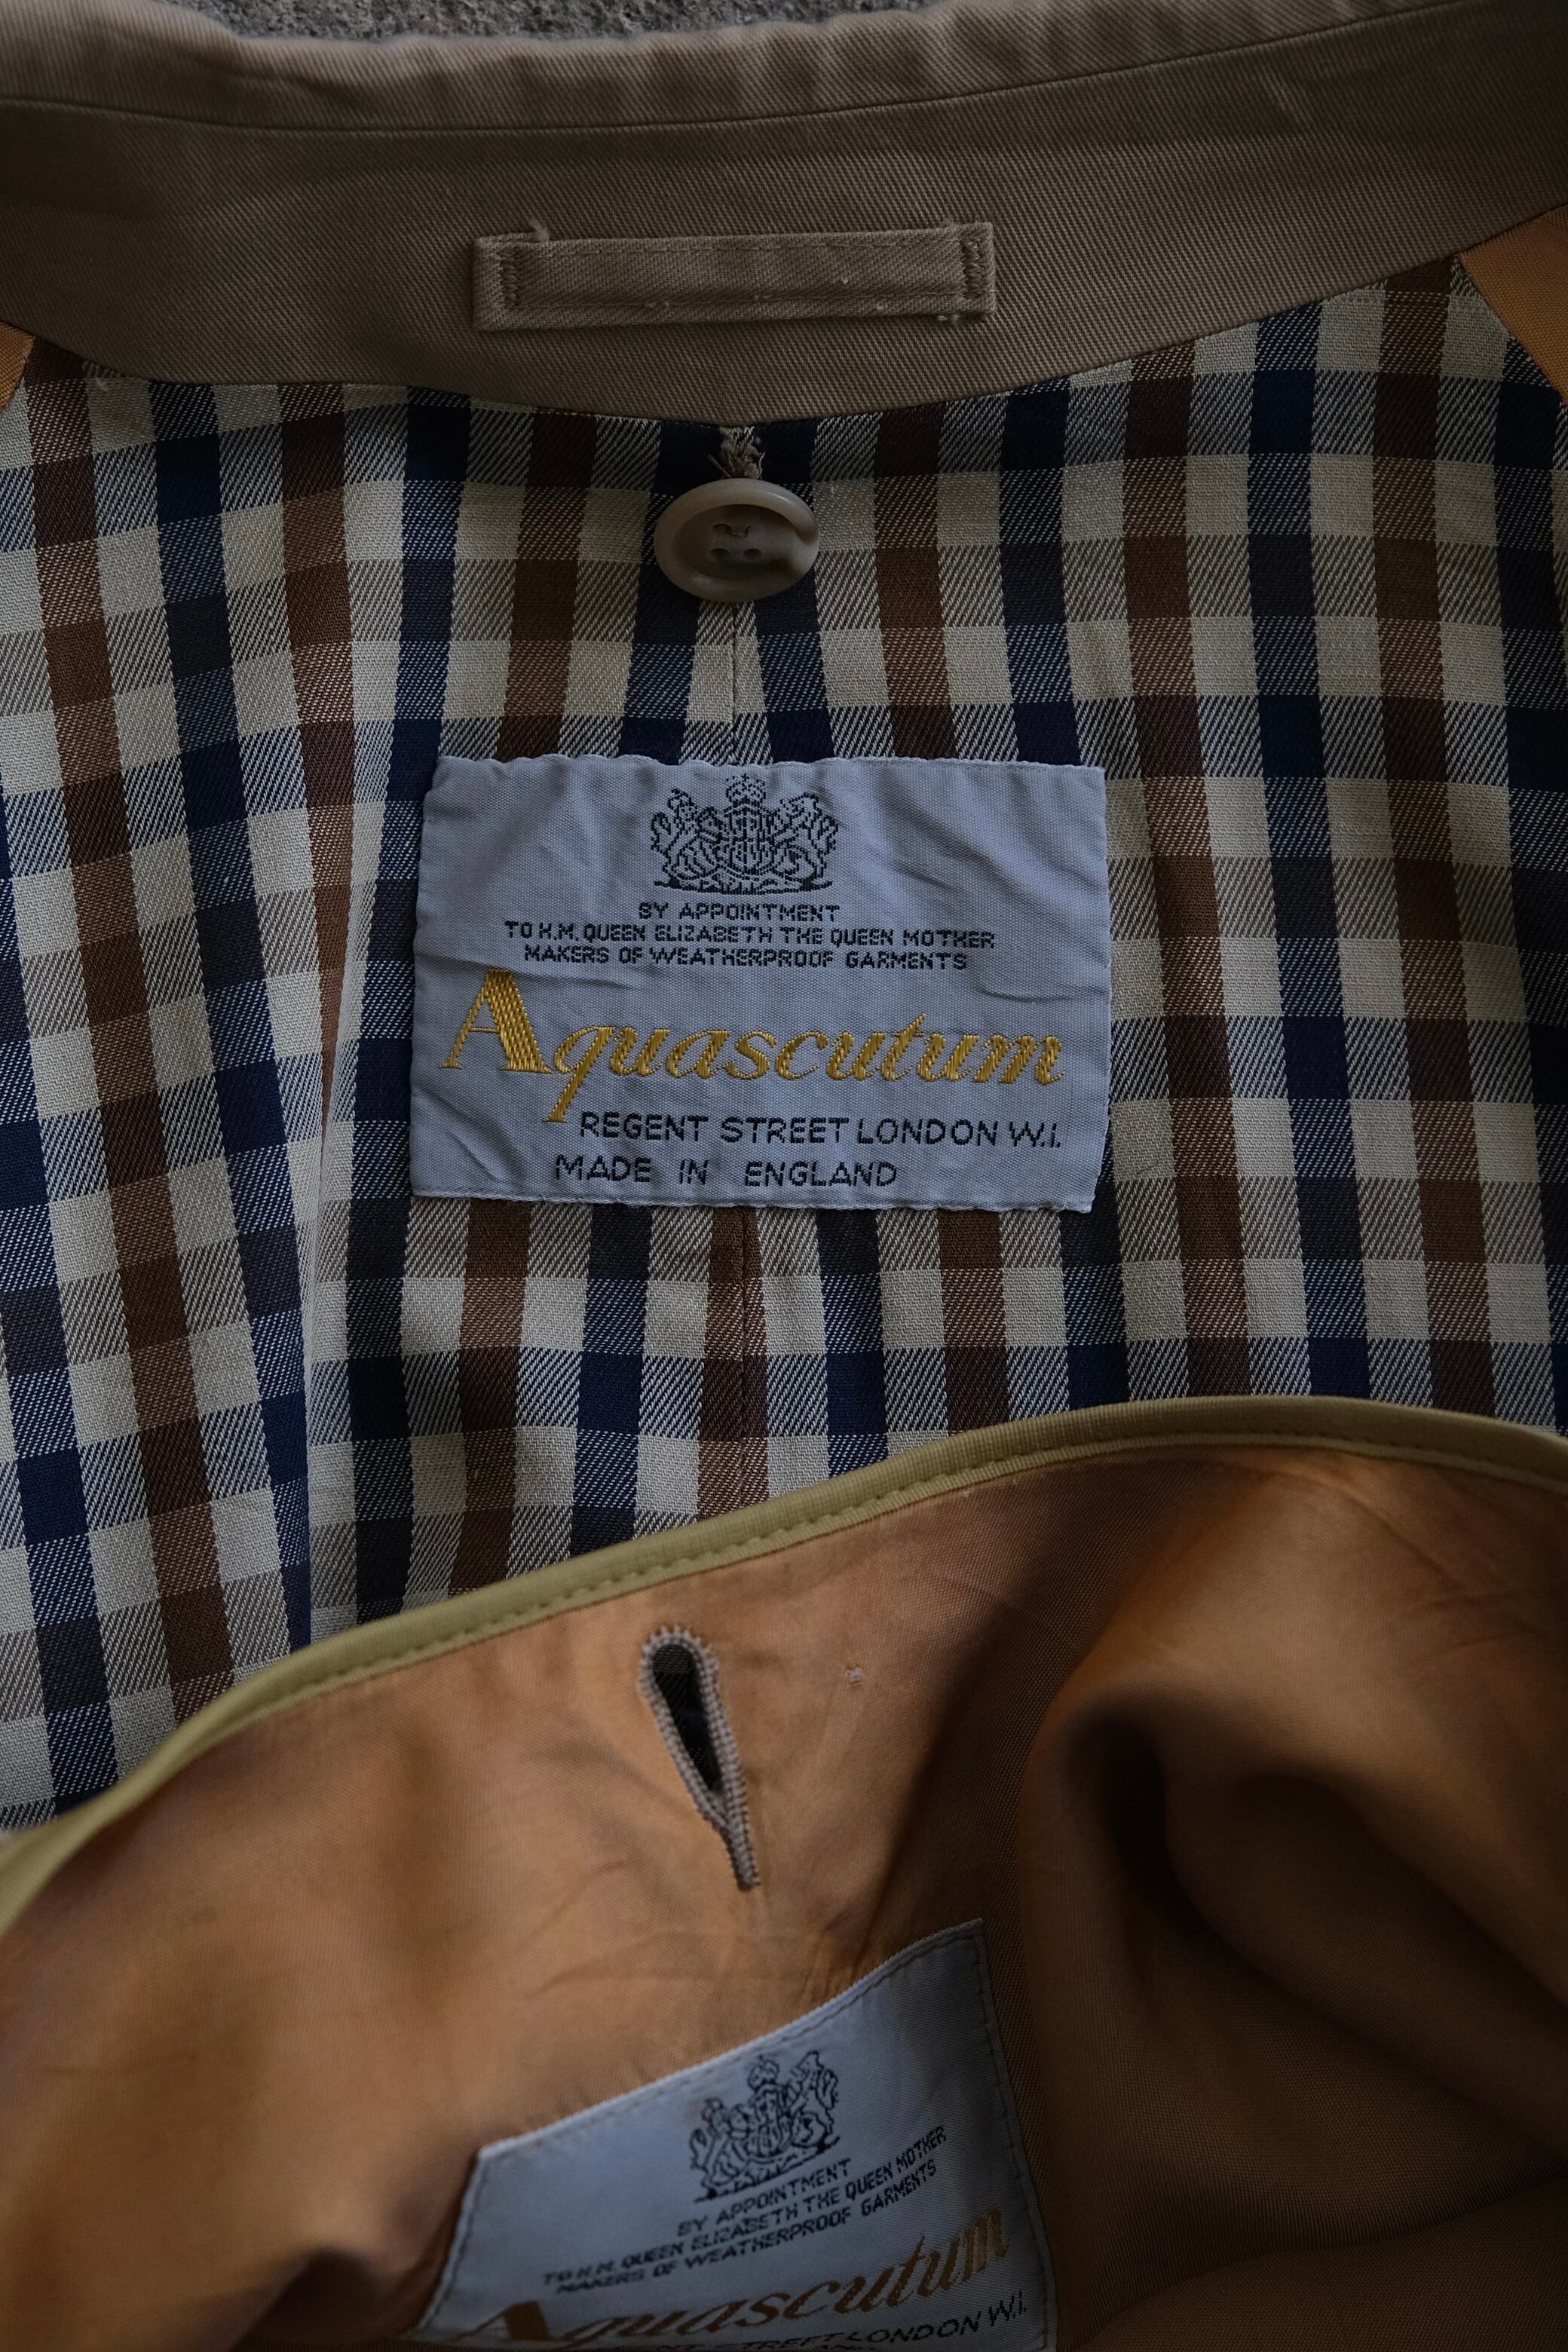 BY APPOINTMENT
TO H.M. QUEEN ELIZABETH THE QUEEN MOTHER
MAKERS OF WEATHERPROOF GARMENTS
Aquascutum
REGENT STREET LONDON W.I.
MADE IN ENGLAND
BY APPOINTMENT
TO H.M. QUEEN ELIZABETH THE QUEEN MOTHER
MAKERS OF WEATHERPROOF GARMENTS
Aquascutum
STREET LONDON W.I.